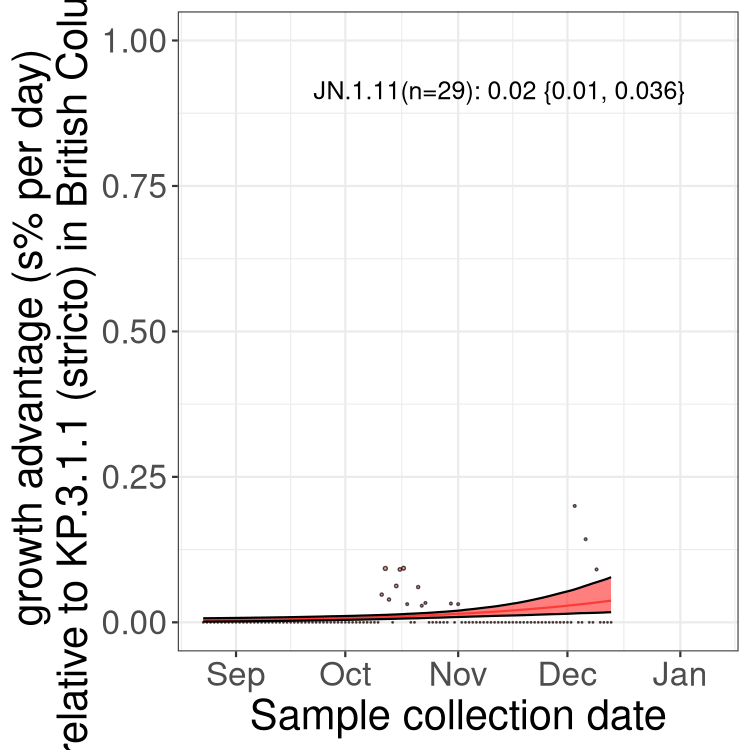 growth advantage (s% per day)
relative to KP.3.1.1 (stricto) in British Colu
1.00
0.75
0.50
0.25
0.00
JN.1.11(n=29): 0.02 {0.01, 0.036}
Sep Oct Nov Dec Jan
Sample collection date